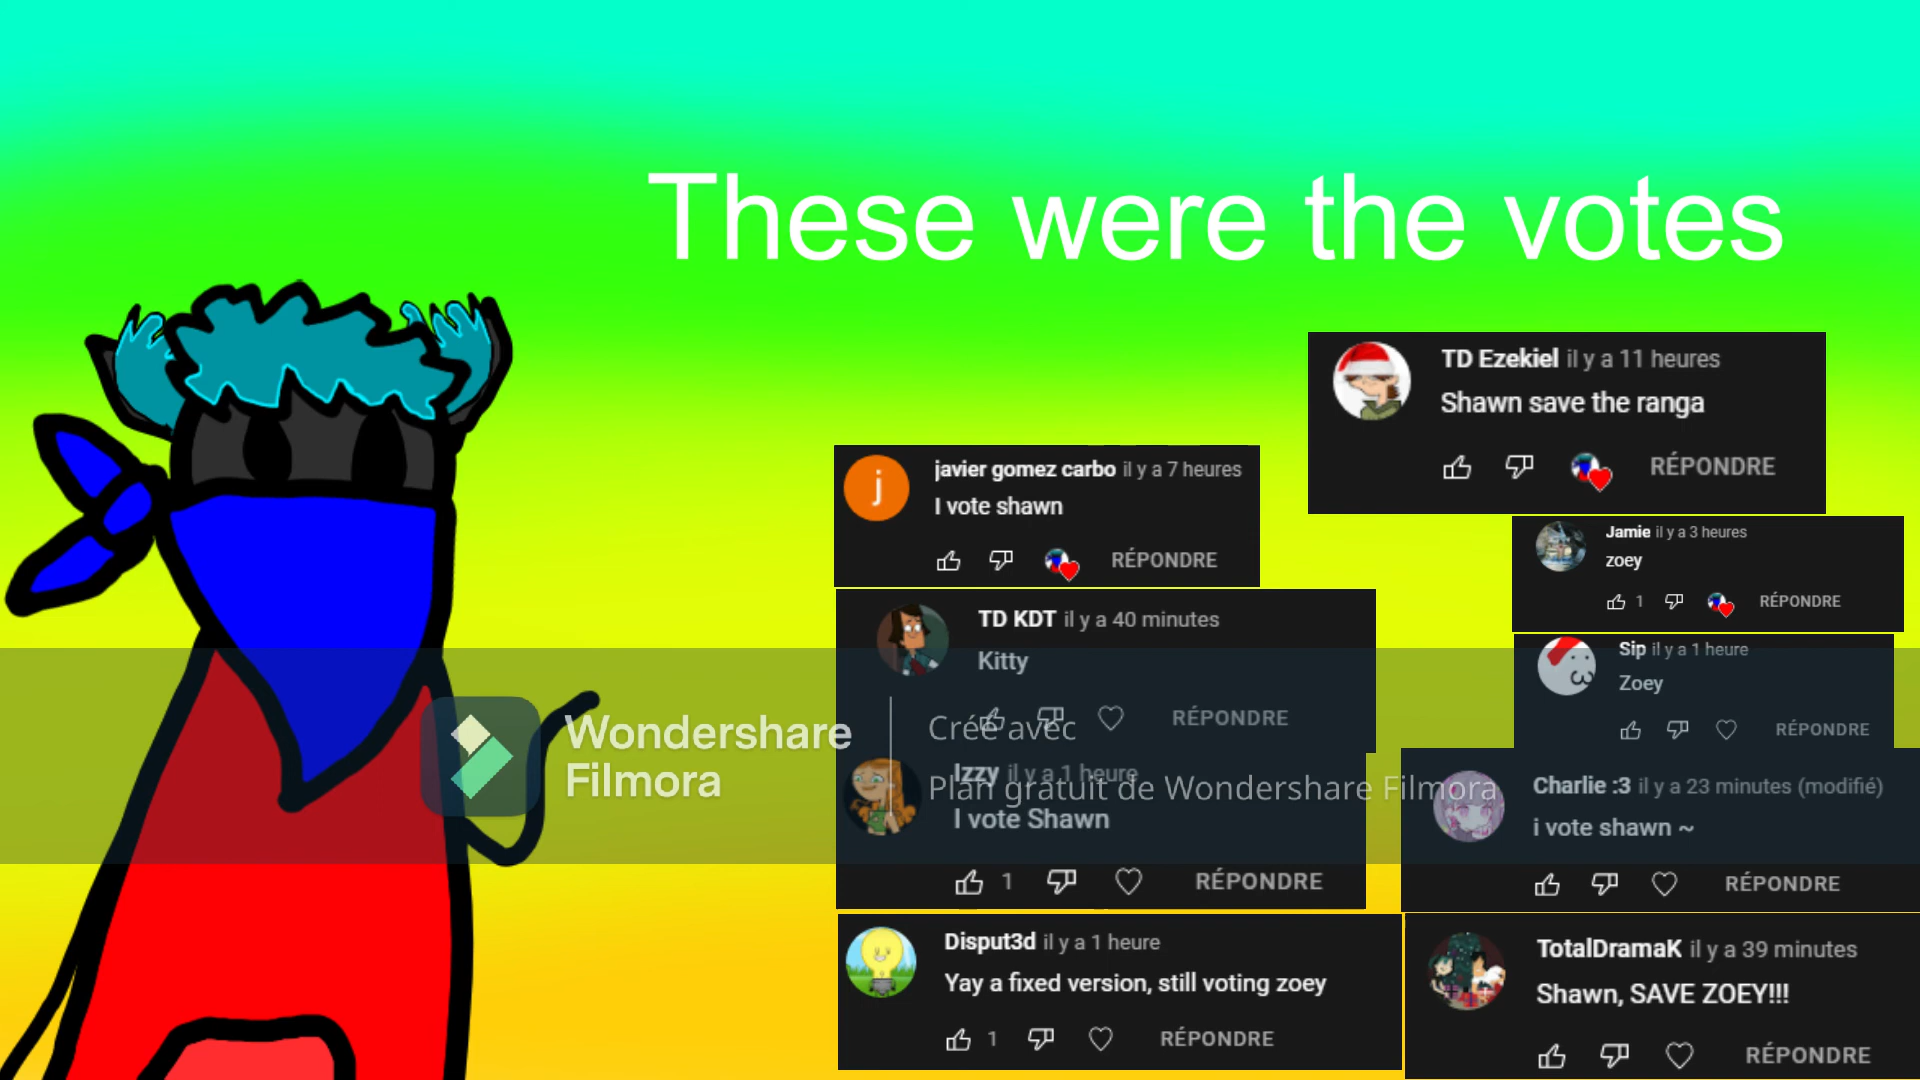 These were the votes
TD Ezekiel il y a 11 heures
Shawn save the ranga
RÉPONDRE
j
javier gomez carbo il y a 7 heures
I vote shawn
RÉPONDRE
Jamie il y a 3 heures
zoey
1 RÉPONDRE
TD KDT il y a 40 minutes
Kitty
RÉPONDRE
Sip il y a 1 heure
Zoey
RÉPONDRE
Wondershare
Filmora
Créé avec
Plan gratuit de Wondershare Filmora
Izzy il y a 1 heure
I vote Shawn
1 RÉPONDRE
Charlie :3 il y a 23 minutes (modifié)
i vote shawn ~
RÉPONDRE
Disput3d il y a 1 heure
Yay a fixed version, still voting zoey
1 RÉPONDRE
TotalDramaK il y a 39 minutes
Shawn, SAVE ZOEY!!!
RÉPONDRE